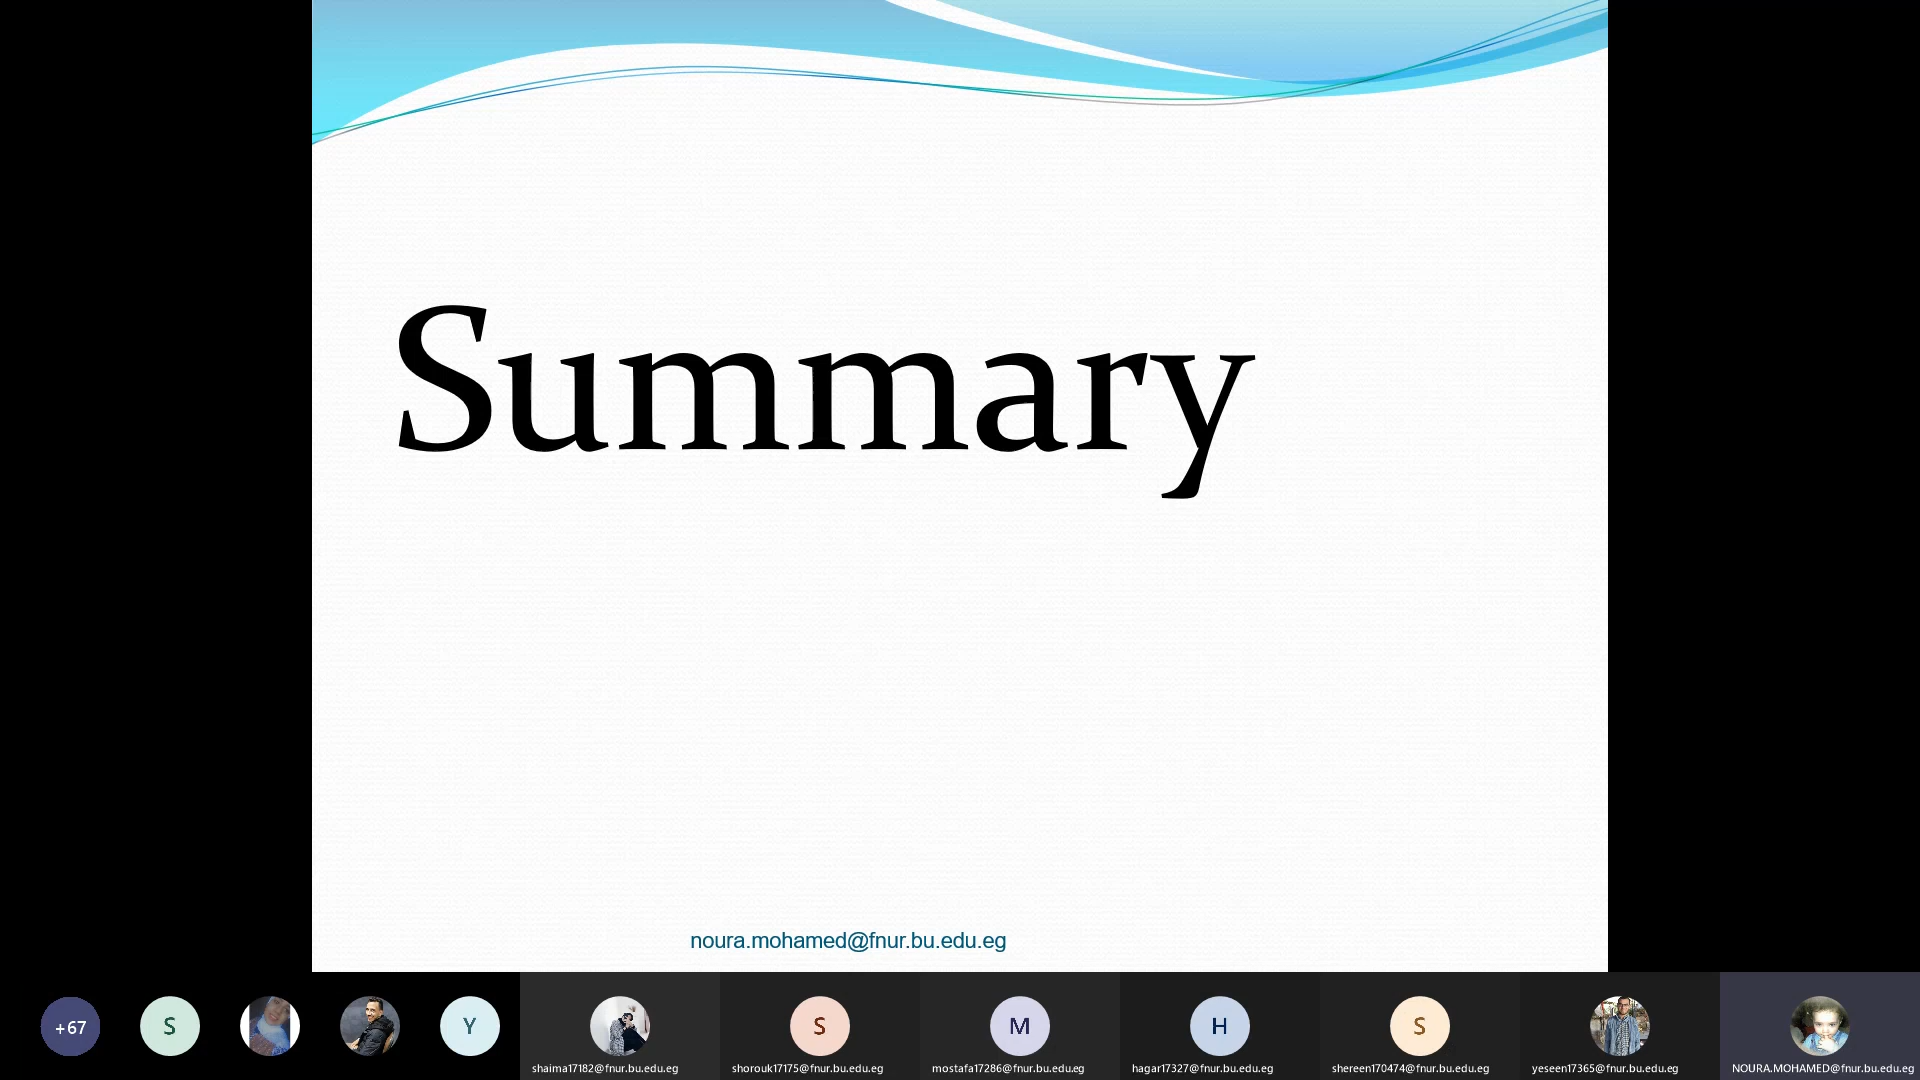 Summary
noura.mohamed@fnur.bu.edu.eg
+67
S
Y
S
M
H
S
shaima17182@fnur.bu.edu.eg
shorouk17175@fnur.bu.edu.eg
mostafa17286@fnur.bu.edu.eg
hagar17327@fnur.bu.edu.eg
shereen170474@fnur.bu.edu.eg
yeseen17365@fnur.bu.edu.eg
NOURA.MOHAMED@fnur.bu.edu.eg